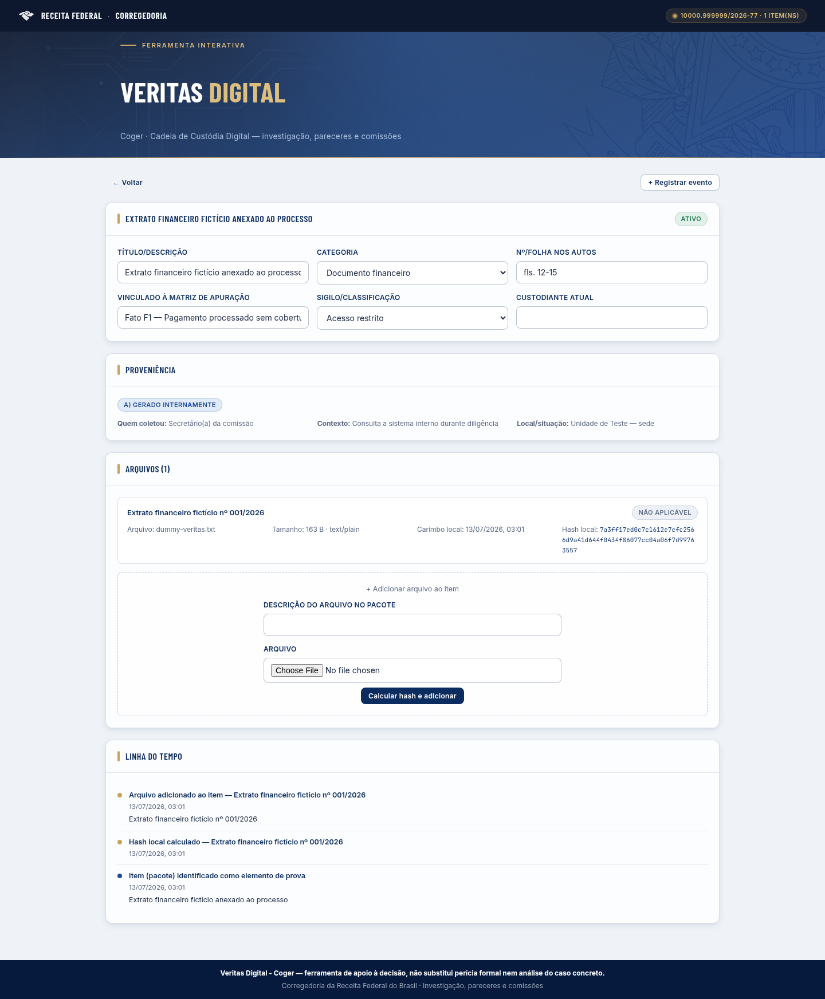 RECEITA FEDERAL · CORREGEDORIA
10000.999999/2026-77 · 1 ITEM(NS)
FERRAMENTA INTERATIVA
VERITAS DIGITAL
Coger · Cadeia de Custódia Digital — investigação, pareceres e comissões
← Voltar
+ Registrar evento
EXTRATO FINANCEIRO FICTÍCIO ANEXADO AO PROCESSO
ATIVO
TÍTULO/DESCRIÇÃO
CATEGORIA
Nº/FOLHA NOS AUTOS
Extrato financeiro fictício anexado ao processo
Documento financeiro
fls. 12-15
VINCULADO À MATRIZ DE APURAÇÃO
SIGILO/CLASSIFICAÇÃO
CUSTODIANTE ATUAL
Fato F1 — Pagamento processado sem cobertu
Acesso restrito
PROVENIÊNCIA
A) GERADO INTERNAMENTE
Quem coletou: Secretário(a) da comissão
Contexto: Consulta a sistema interno durante diligência
Local/situação: Unidade de Teste — sede
ARQUIVOS (1)
Extrato financeiro fictício nº 001/2026
NÃO APLICÁVEL
Arquivo: dummy-veritas.txt
Tamanho: 163 B · text/plain
Carimbo local: 13/07/2026, 03:01
Hash local: 7a3ff17ed0c7c1612e7cfc256
6d9a41d644f0434f86077cc04a06f7d9976
3557
+ Adicionar arquivo ao item
DESCRIÇÃO DO ARQUIVO NO PACOTE
ARQUIVO
Choose File No file chosen
Calcular hash e adicionar
LINHA DO TEMPO
Arquivo adicionado ao item — Extrato financeiro fictício nº 001/2026
13/07/2026, 03:01
Extrato financeiro fictício nº 001/2026
Hash local calculado — Extrato financeiro fictício nº 001/2026
13/07/2026, 03:01
Item (pacote) identificado como elemento de prova
13/07/2026, 03:01
Extrato financeiro fictício anexado ao processo
Veritas Digital - Coger — ferramenta de apoio à decisão, não substitui perícia formal nem análise do caso concreto.
Corregedoria da Receita Federal do Brasil · Investigação, pareceres e comissões